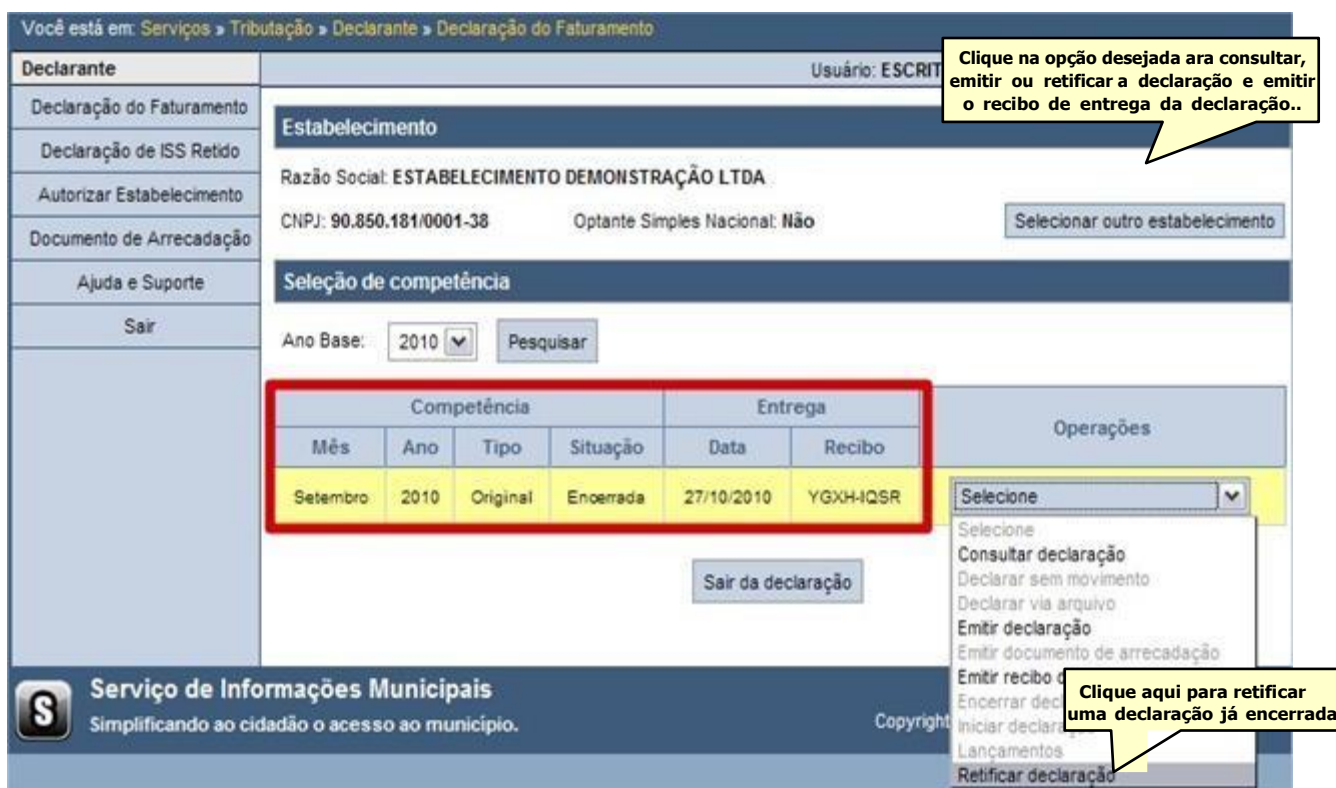 Você está em: Serviços » Tributação » Declarante » Declaração do Faturamento
Clique na opção desejada ara consultar,
emitir ou retificar a declaração e emitir
o recibo de entrega da declaração..
Declarante
Usuário: ESCRIT
Declaração do Faturamento
Declaração de ISS Retido
Autorizar Estabelecimento
Documento de Arrecadação
Ajuda e Suporte
Sair
Estabelecimento
Razão Social: ESTABELECIMENTO DEMONSTRAÇÃO LTDA
CNPJ: 90.850.181/0001-38 Optante Simples Nacional: Não Selecionar outro estabelecimento
Seleção de competência
Ano Base: 2010 Pesquisar
Competência Entrega Operações
Mês Ano Tipo Situação Data Recibo
Setembro 2010 Original Encerrada 27/10/2010 YGXH-IQSR Selecione
Selecione
Consultar declaração
Declarar sem movimento
Declarar via arquivo
Emitir declaração
Emitir documento de arrecadação
Emitir recibo
Encerrar
Iniciar
Lançamentos
Retificar declaração
Sair da declaração
Clique aqui para retificar
uma declaração já encerrada
S Serviço de Informações Municipais
Simplificando ao cidadão o acesso ao município.
Copyright